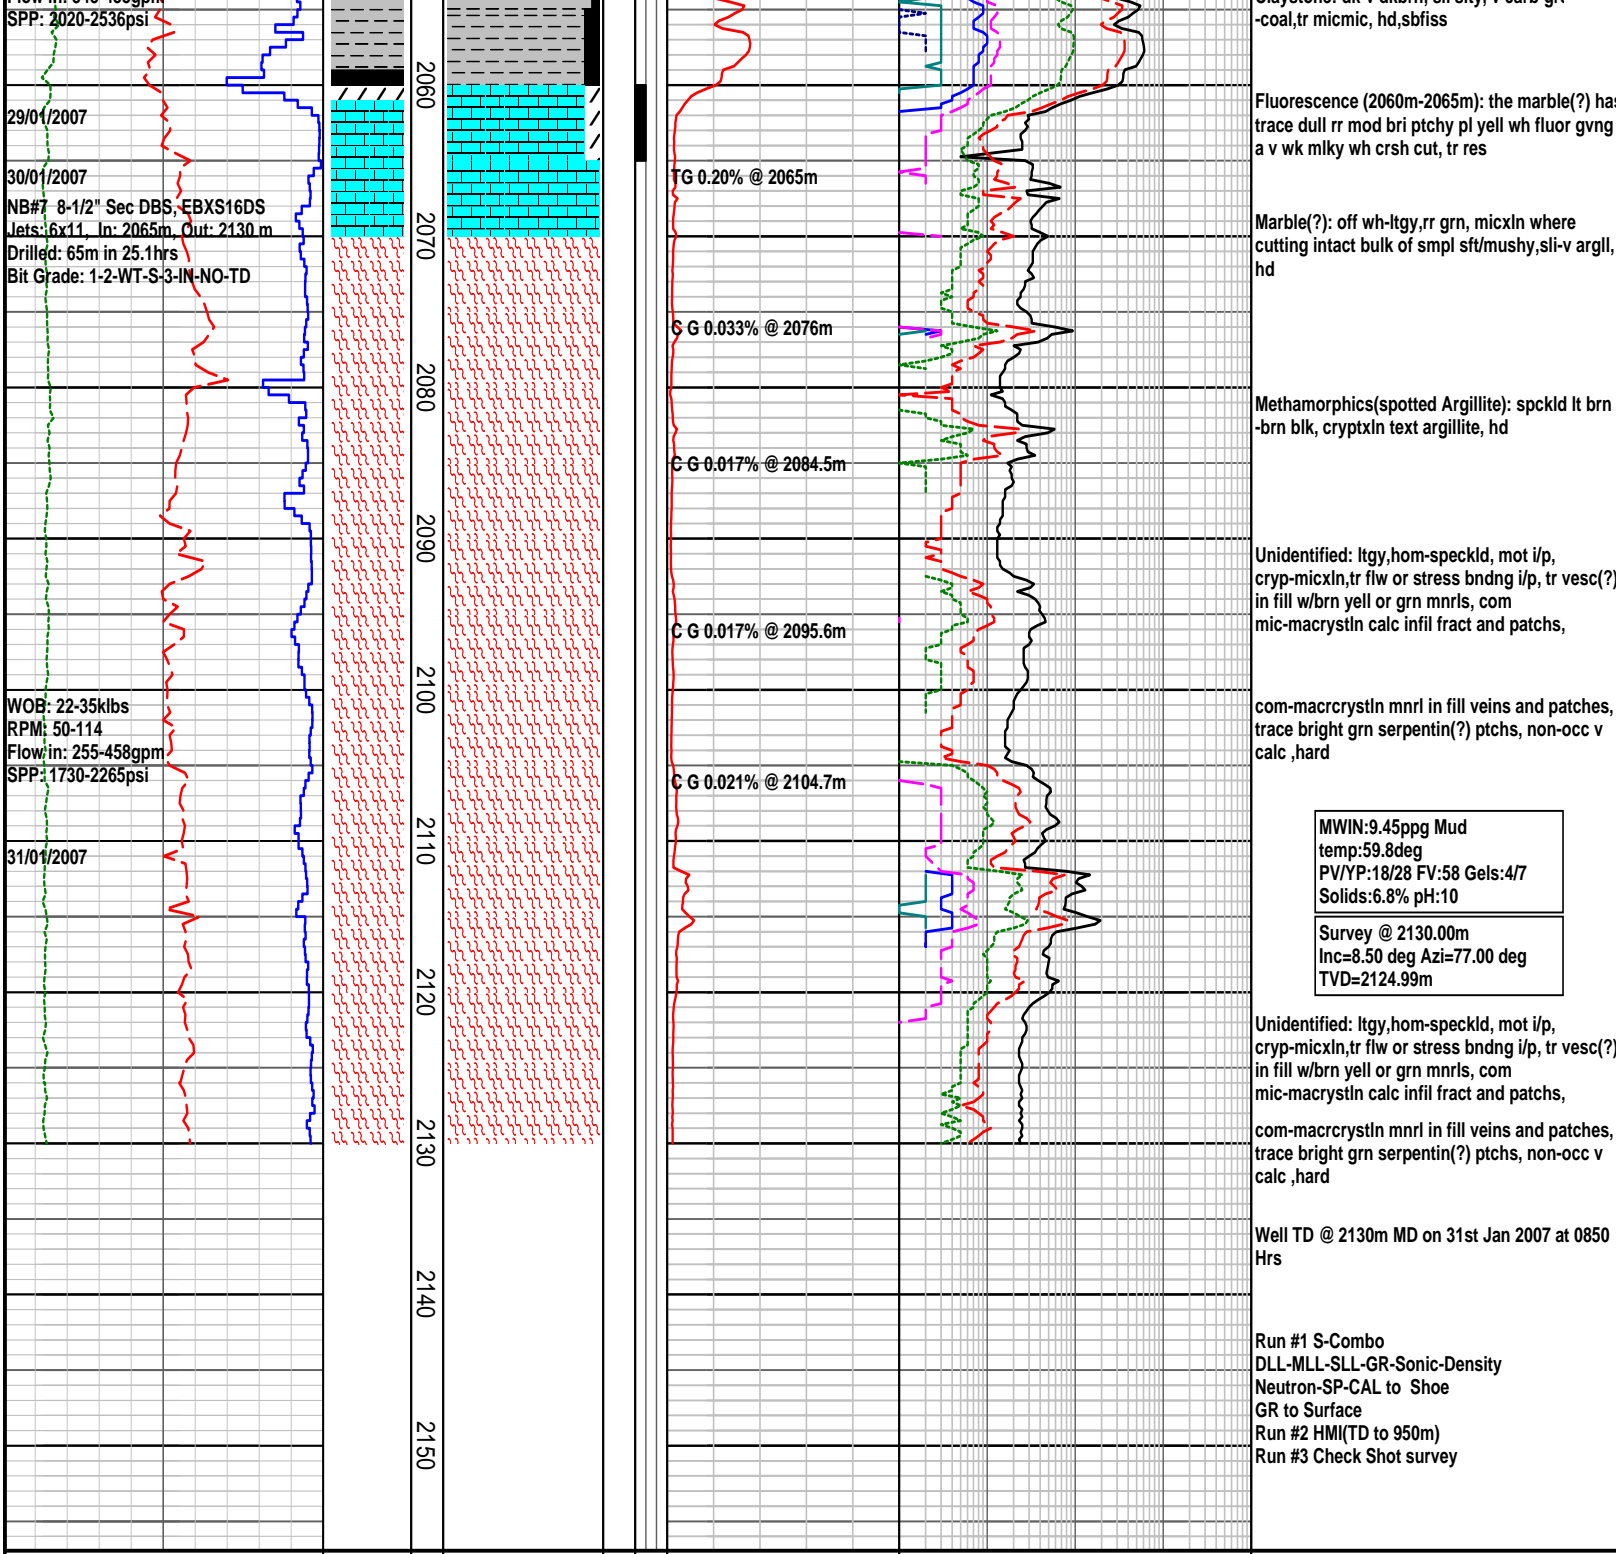 SPP: 2020-2536psi
29/01/2007
30/01/2007
NB#7 8-1/2" Sec DBS, EBXS16DS
Jets: 6x11, In: 2065m, Out: 2130 m
Drilled: 65m in 25.1hrs
Bit Grade: 1-2-WT-S-3-IN-NO-TD
WOB: 22-35klbs
RPM: 50-114
Flow in: 255-458gpm
SPP: 1730-2265psi
31/01/2007
2060
2070
2080
2090
2100
2110
2120
2130
2140
2150
TG 0.20% @ 2065m
C G 0.033% @ 2076m
C G 0.017% @ 2084.5m
C G 0.017% @ 2095.6m
C G 0.021% @ 2104.7m
-coal,tr micmic, hd,sbfiss
Fluorescence (2060m-2065m): the marble(?) has
trace dull rr mod bri ptchy pl yell wh fluor gvng
a v wk mlky wh crsh cut, tr res
Marble(?): off wh-ltgy,rr grn, micxln where
cutting intact bulk of smpl sft/mushy,sli-v argll,
hd
Methamorphics(spotted Argillite): spckld lt brn
-brn blk, cryptxln text argillite, hd
Unidentified: ltgy,hom-speckld, mot i/p,
cryp-micxln,tr flw or stress bndng i/p, tr vesc(?)
in fill w/brn yell or grn mnrls, com
mic-macrystln calc infil fract and patchs,
com-macrcrystln mnrl in fill veins and patches,
trace bright grn serpentin(?) ptchs, non-occ v
calc ,hard
MWIN:9.45ppg Mud
temp:59.8deg
PV/YP:18/28 FV:58 Gels:4/7
Solids:6.8% pH:10
Survey @ 2130.00m
Inc=8.50 deg Azi=77.00 deg
TVD=2124.99m
Unidentified: ltgy,hom-speckld, mot i/p,
cryp-micxln,tr flw or stress bndng i/p, tr vesc(?)
in fill w/brn yell or grn mnrls, com
mic-macrystln calc infil fract and patchs,
com-macrcrystln mnrl in fill veins and patches,
trace bright grn serpentin(?) ptchs, non-occ v
calc ,hard
Well TD @ 2130m MD on 31st Jan 2007 at 0850
Hrs
Run #1 S-Combo
DLL-MLL-SLL-GR-Sonic-Density
Neutron-SP-CAL to Shoe
GR to Surface
Run #2 HMI(TD to 950m)
Run #3 Check Shot survey